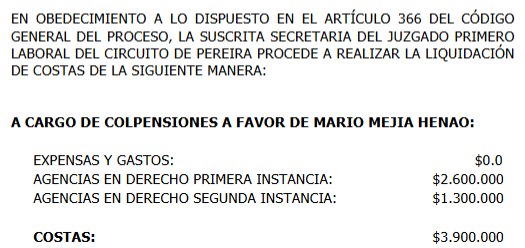 EN OBEDECIMIENTO A LO DISPUESTO EN EL ARTÍCULO 366 DEL CÓDIGO
GENERAL DEL PROCESO, LA SUSCRITA SECRETARIA DEL JUZGADO PRIMERO
LABORAL DEL CIRCUITO DE PEREIRA PROCEDE A REALIZAR LA LIQUIDACIÓN
DE COSTAS DE LA SIGUIENTE MANERA:
A CARGO DE COLPENSIONES A FAVOR DE MARIO MEJIA HENAO:
EXPENSAS Y GASTOS: $0.0
AGENCIAS EN DERECHO PRIMERA INSTANCIA: $2.600.000
AGENCIAS EN DERECHO SEGUNDA INSTANCIA: $1.300.000
COSTAS: $3.900.000